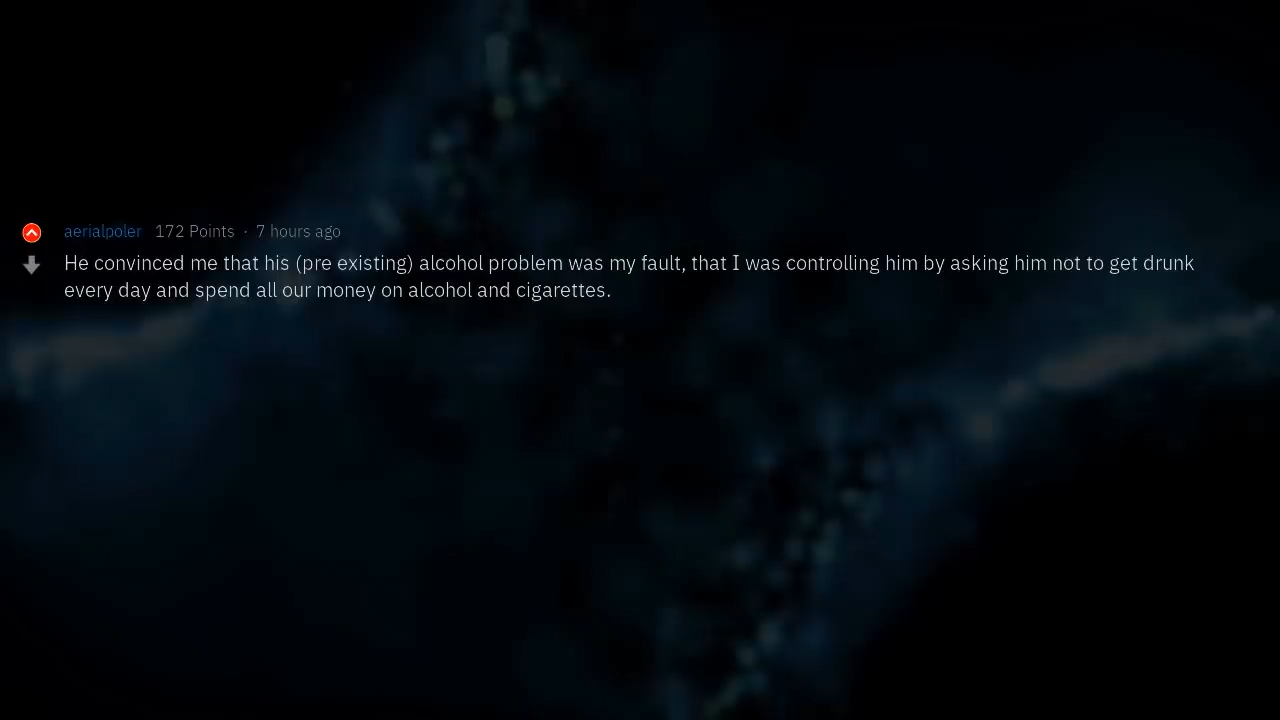 aerialpoler 172 Points · 7 hours ago
He convinced me that his (pre existing) alcohol problem was my fault, that I was controlling him by asking him not to get drunk
every day and spend all our money on alcohol and cigarettes.